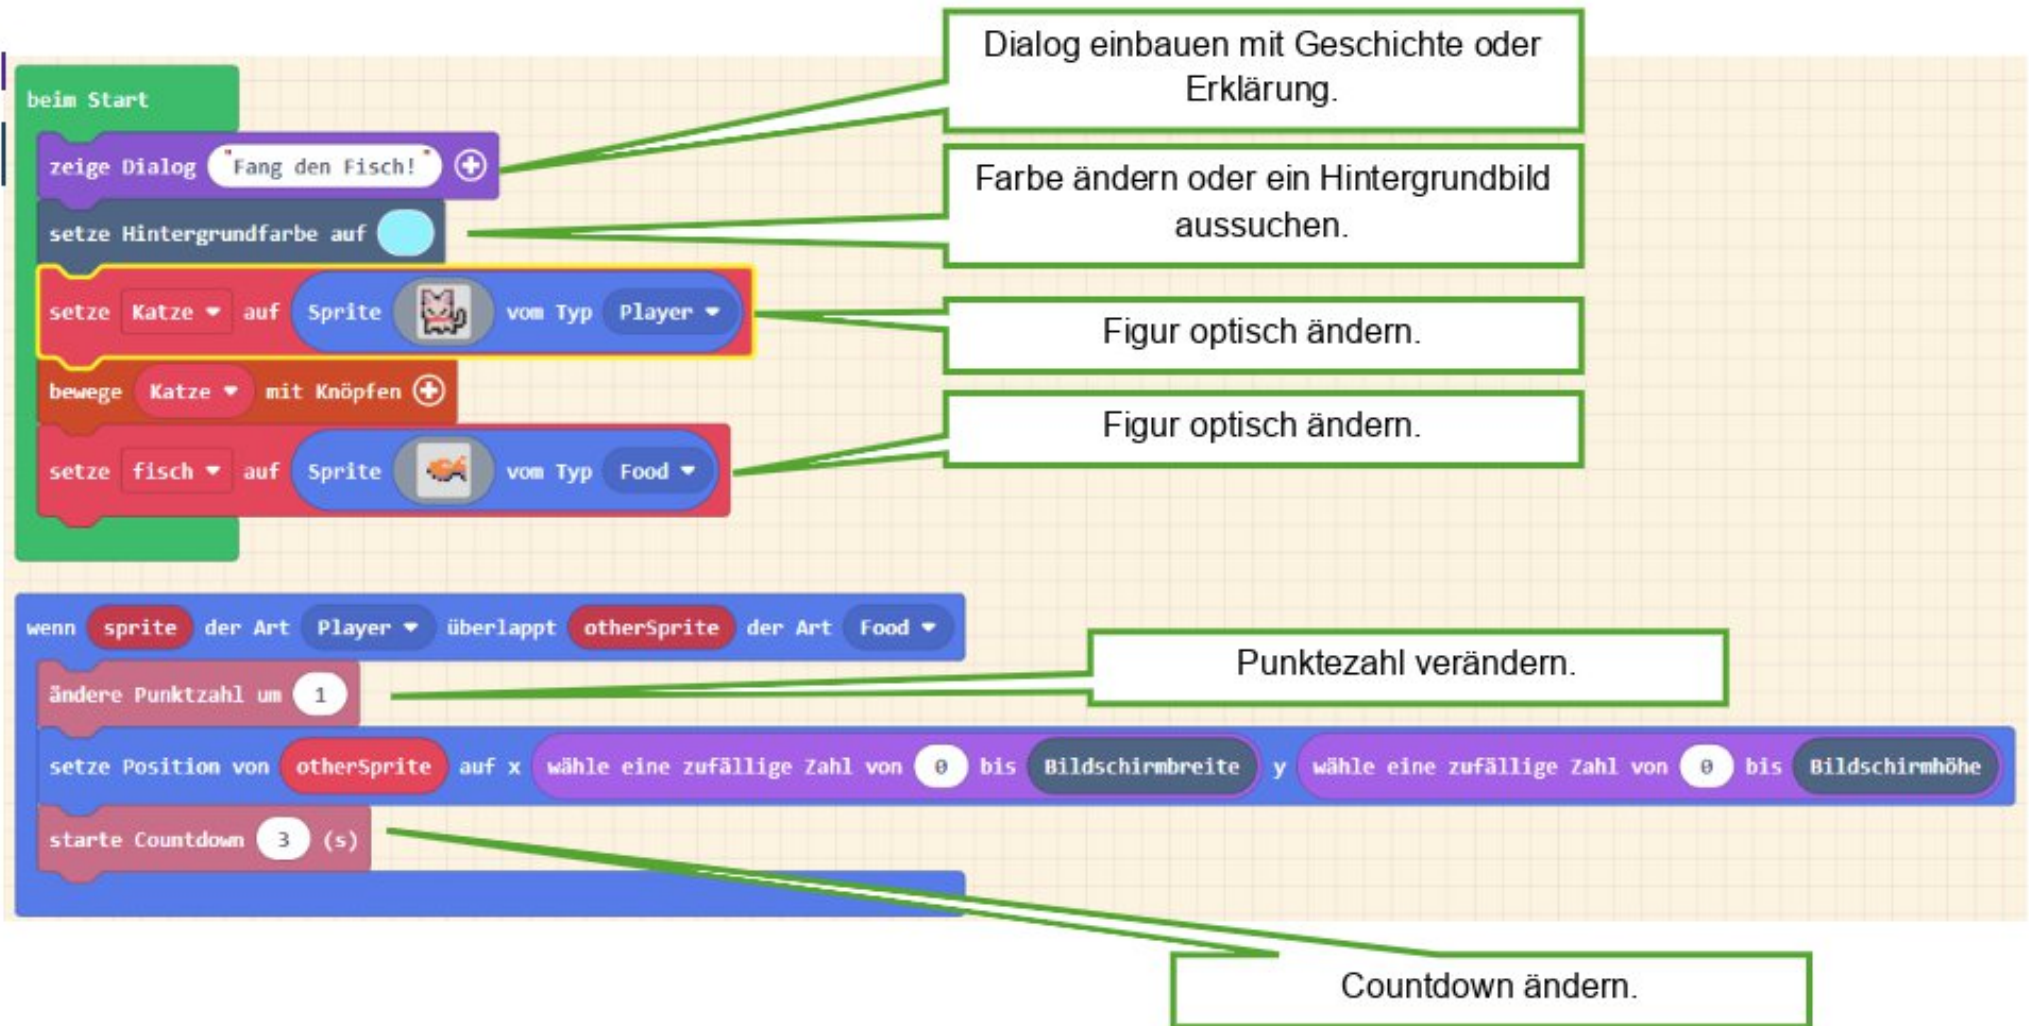 Dialog einbauen mit Geschichte oder
Erklärung.
beim Start
zeige Dialog "Fang den Fisch!"
Farbe ändern oder ein Hintergrundbild
aussuchen.
setze Hintergrundfarbe auf
setze Katze auf Sprite vom Typ Player
Figur optisch ändern.
bewege Katze mit Knöpfen
Figur optisch ändern.
setze fisch auf Sprite vom Typ Food
wenn sprite der Art Player überlappt otherSprite der Art Food
Punktezahl verändern.
ändere Punktzahl um 1
setze Position von otherSprite auf x wähle eine zufällige Zahl von 0 bis Bildschirmbreite y wähle eine zufällige Zahl von 0 bis Bildschirmhöhe
starte Countdown 3 (s)
Countdown ändern.